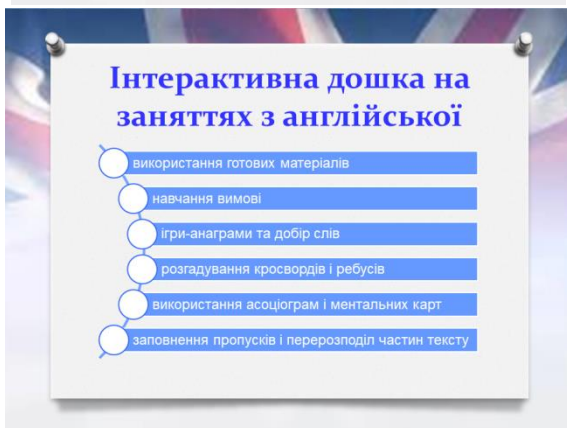 Інтерактивна дошка на
заняттях з англійської
використання готових матеріалів
навчання вимові
ігри-анаграми та добір слів
розгадування кросвордів і ребусів
використання асоціограм і ментальних карт
заповнення пропусків і перерозподіл частин тексту